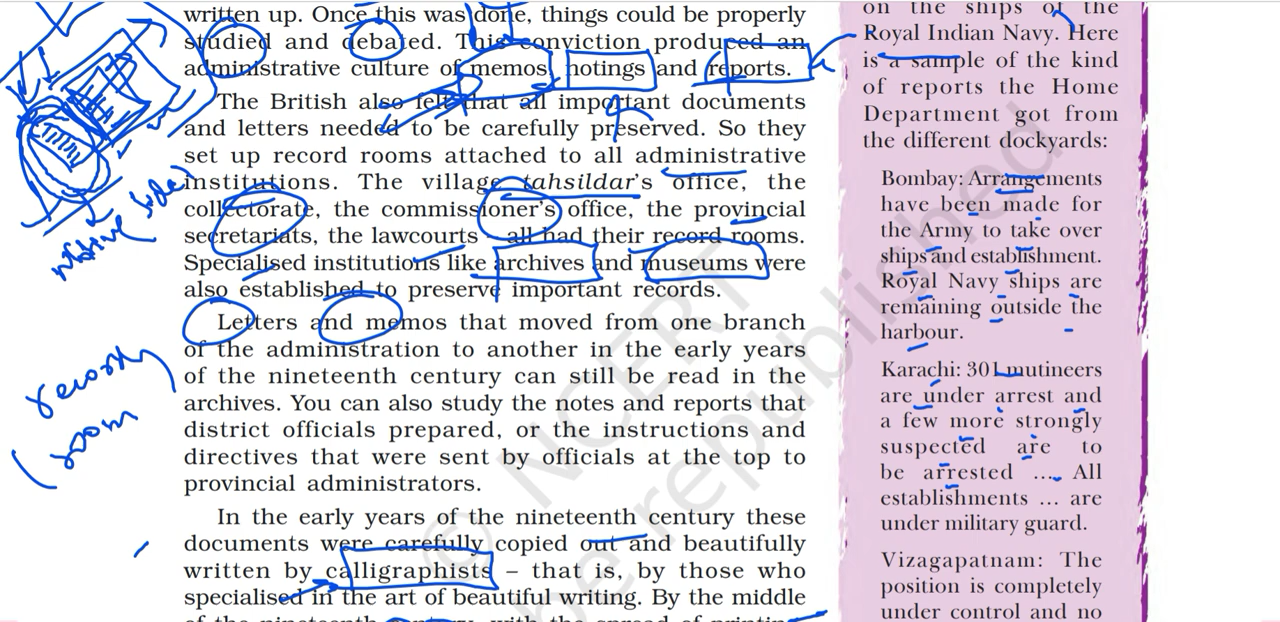 written up. Once this was done, things could be properly
studied and debated. This conviction produced an
administrative culture of memos, notings and reports.
The British also felt that all important documents
and letters needed to be carefully preserved. So they
set up record rooms attached to all administrative
institutions. The village tahsildar's office, the
collectorate, the commissioner's office, the provincial
secretariats, the lawcourts – all had their record rooms.
Specialised institutions like archives and museums were
also established to preserve important records.
Letters and memos that moved from one branch
of the administration to another in the early years
of the nineteenth century can still be read in the
archives. You can also study the notes and reports that
district officials prepared, or the instructions and
directives that were sent by officials at the top to
provincial administrators.
In the early years of the nineteenth century these
documents were carefully copied out and beautifully
written by calligraphists – that is, by those who
specialised in the art of beautiful writing. By the middle
of the nineteenth century, with the spread of printing
on the ships of the
Royal Indian Navy. Here
is a sample of the kind
of reports the Home
Department got from
the different dockyards:
Bombay: Arrangements
have been made for
the Army to take over
ships and establishment.
Royal Navy ships are
remaining outside the
harbour.
Karachi: 301 mutineers
are under arrest and
a few more strongly
suspected are to
be arrested ... All
establishments ... are
under military guard.
Vizagapatnam: The
position is completely
under control and no
room
© NCERT
be republished